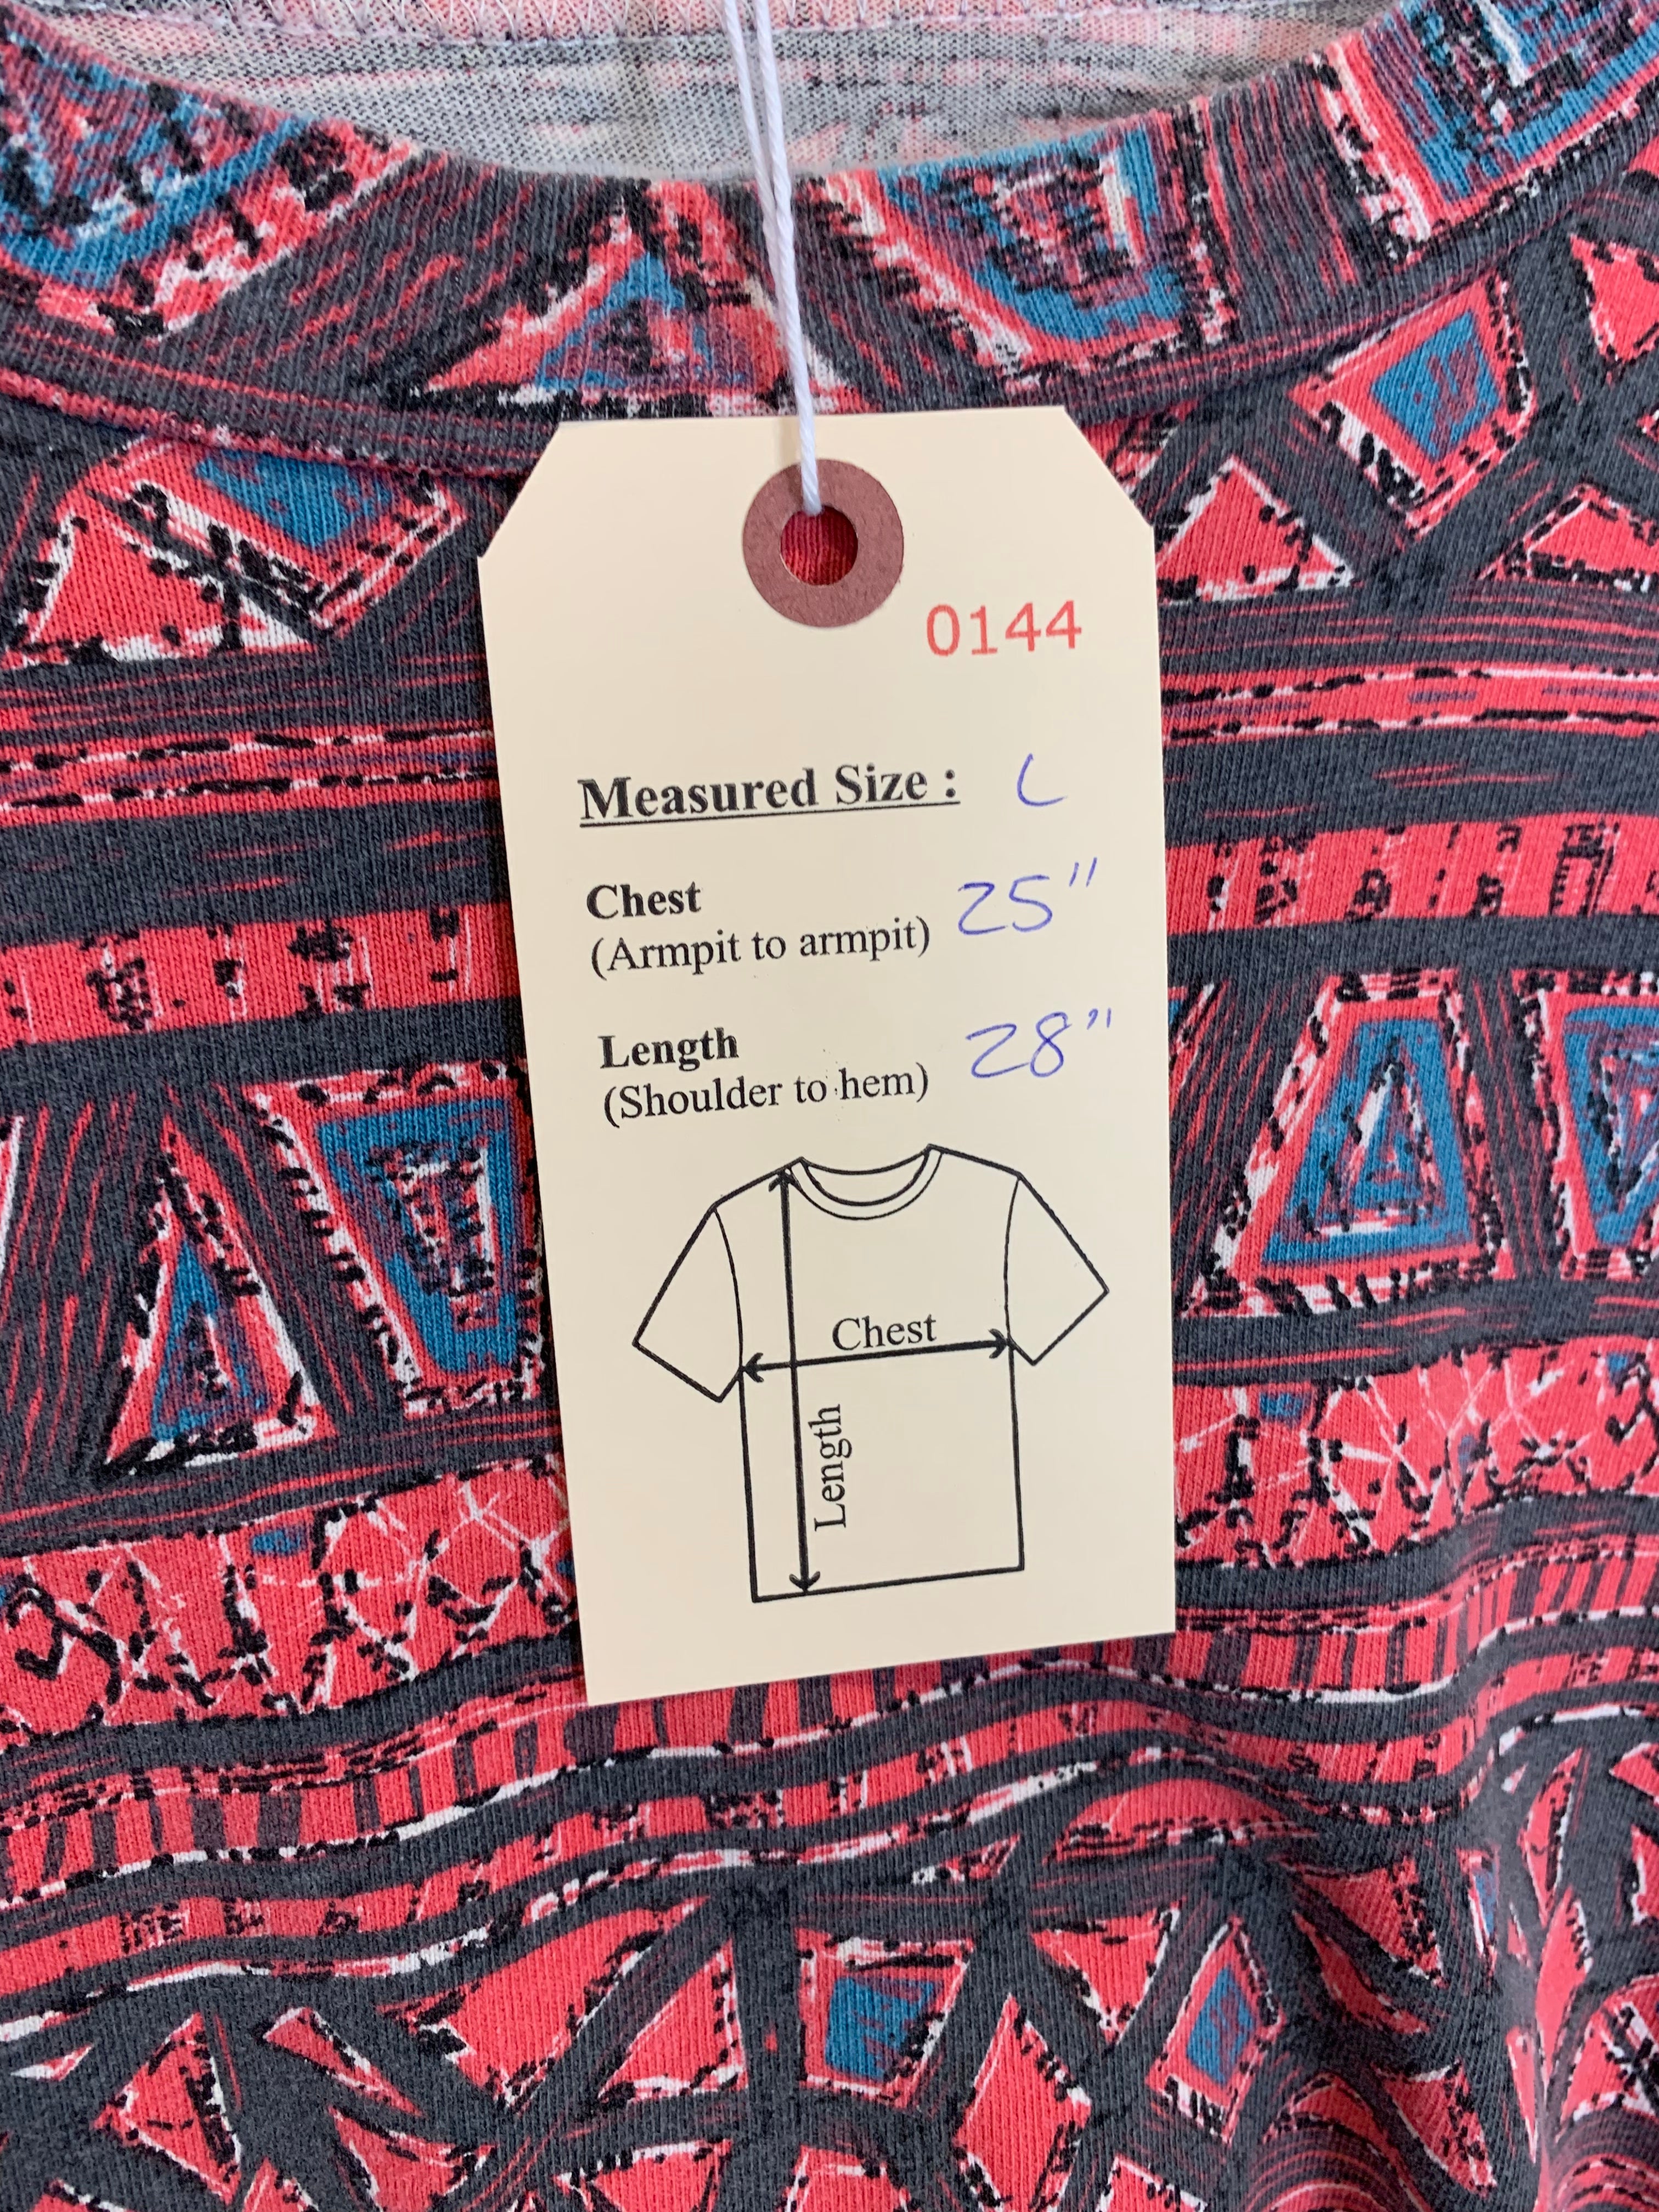 0144
Measured Size : L
Chest
(Armpit to armpit) 25"
Length
(Shoulder to hem) 28"
Chest
Length